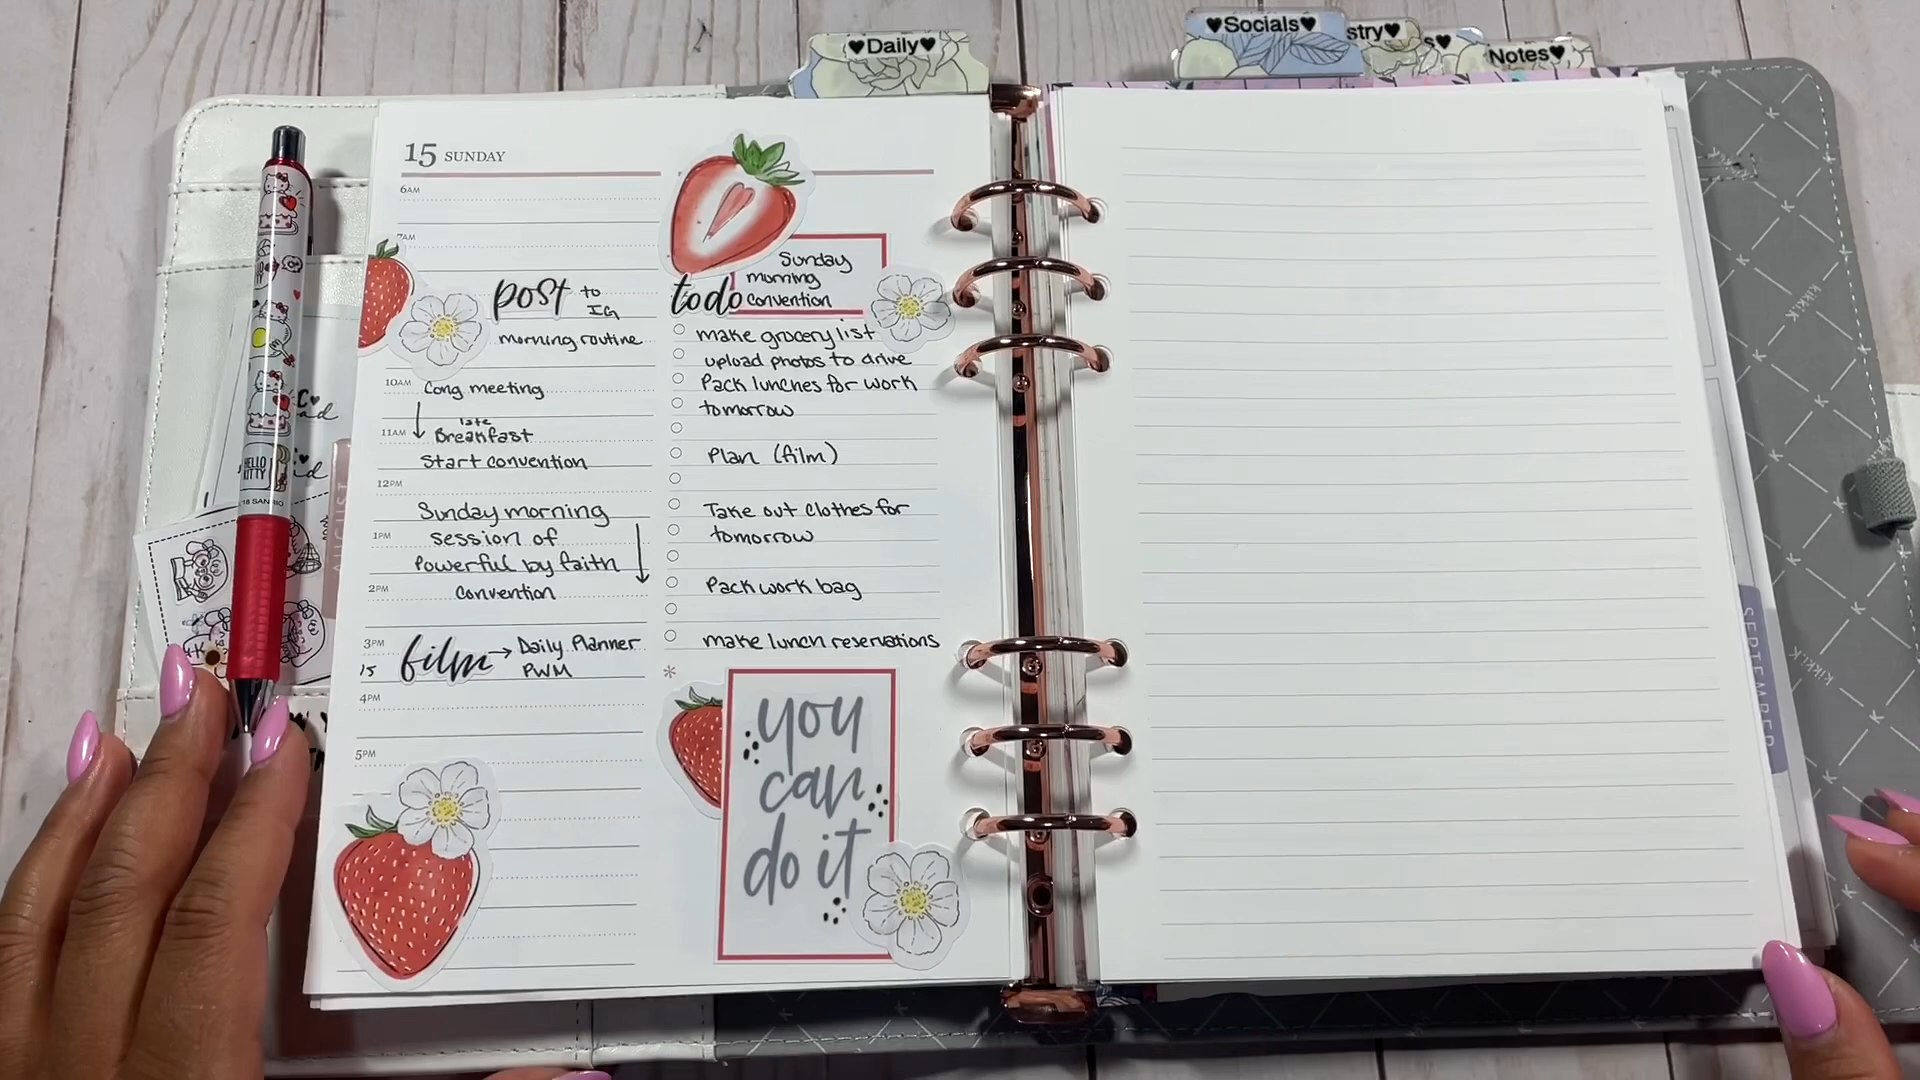 ♥Daily♥
♥Socials♥
stry♥
s♥
Notes♥
15 SUNDAY
6AM
7AM
post to
IG
morning routine
10AM Cong meeting
late
11AM Breakfast
Start convention
12PM
Sunday morning
1PM session of
Powerful by faith
2PM convention
3PM film → Daily Planner
15 PWM
4PM
5PM
Sunday
morning
todo convention
make grocery list
upload photos to drive
Pack lunches for work
tomorrow
Plan (film)
Take out clothes for
tomorrow
Pack work bag
make lunch reservations
*
you
can
do it
HELLO
KITTY
AUGUST
SEPTEMBER
KIKKI.K
KIKKI.K